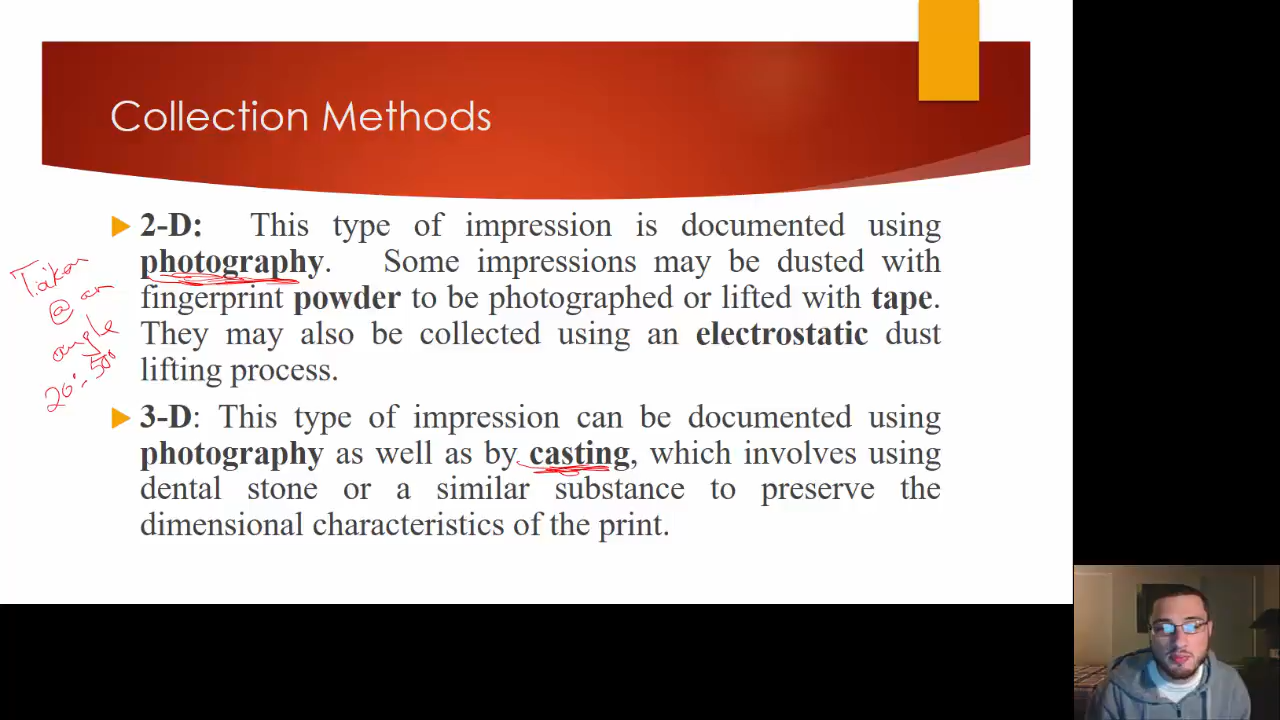 Collection Methods
2-D: This type of impression is documented using
photography. Some impressions may be dusted with
fingerprint powder to be photographed or lifted with tape.
They may also be collected using an electrostatic dust
lifting process.
3-D: This type of impression can be documented using
photography as well as by casting, which involves using
dental stone or a similar substance to preserve the
dimensional characteristics of the print.
Taken
@ an
angle
20°-50°